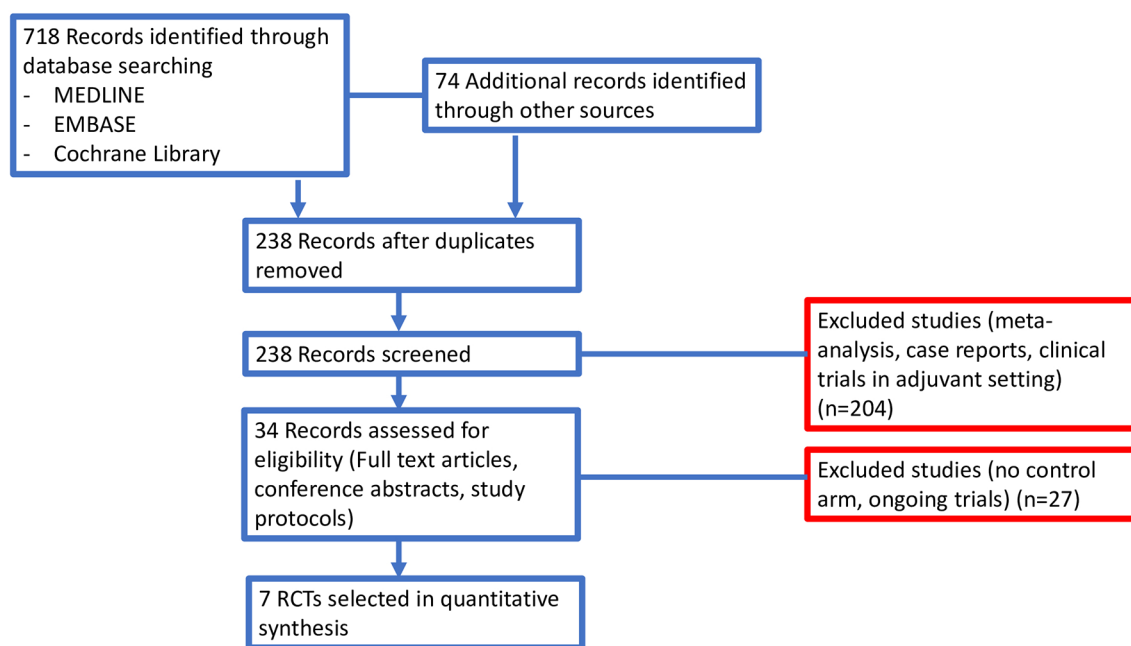 718 Records identified through
database searching
- MEDLINE
- EMBASE
- Cochrane Library
74 Additional records identified
through other sources
238 Records after duplicates
removed
238 Records screened
Excluded studies (meta-
analysis, case reports, clinical
trials in adjuvant setting)
(n=204)
34 Records assessed for
eligibility (Full text articles,
conference abstracts, study
protocols)
Excluded studies (no control
arm, ongoing trials) (n=27)
7 RCTs selected in quantitative
synthesis